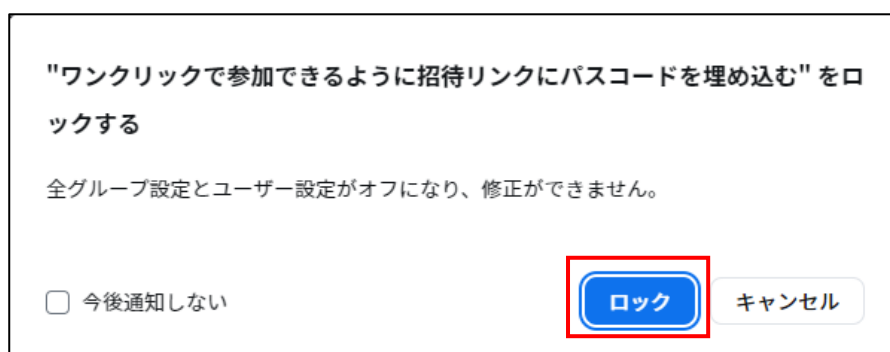 "ワンクリックで参加できるように招待リンクにパスコードを埋め込む" をロ
ックする
全グループ設定とユーザー設定がオフになり、修正ができません。
今後通知しない
ロック
キャンセル